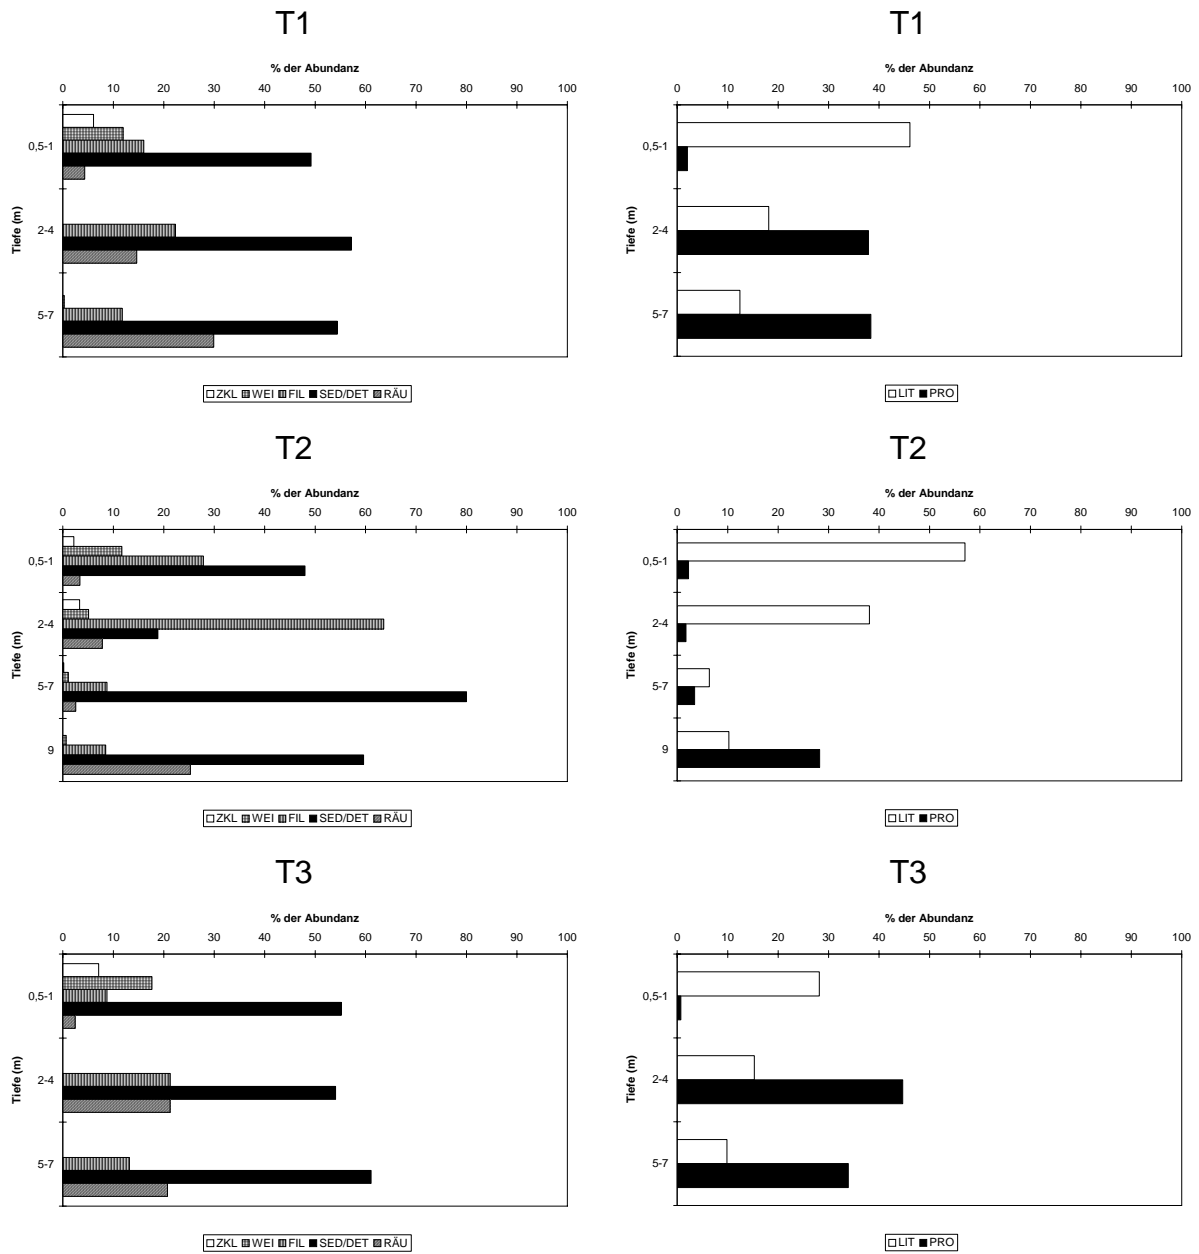 T1
% der Abundanz
0 10 20 30 40 50 60 70 80 90 100
Tiefe (m)
0,5-1
2-4
5-7
ZKL WEI FIL SED/DET RÄU
T1
% der Abundanz
0 10 20 30 40 50 60 70 80 90 100
Tiefe (m)
0,5-1
2-4
5-7
LIT PRO
T2
% der Abundanz
0 10 20 30 40 50 60 70 80 90 100
Tiefe (m)
0,5-1
2-4
5-7
9
ZKL WEI FIL SED/DET RÄU
T2
% der Abundanz
0 10 20 30 40 50 60 70 80 90 100
Tiefe (m)
0,5-1
2-4
5-7
9
LIT PRO
T3
% der Abundanz
0 10 20 30 40 50 60 70 80 90 100
Tiefe (m)
0,5-1
2-4
5-7
ZKL WEI FIL SED/DET RÄU
T3
% der Abundanz
0 10 20 30 40 50 60 70 80 90 100
Tiefe (m)
0,5-1
2-4
5-7
LIT PRO